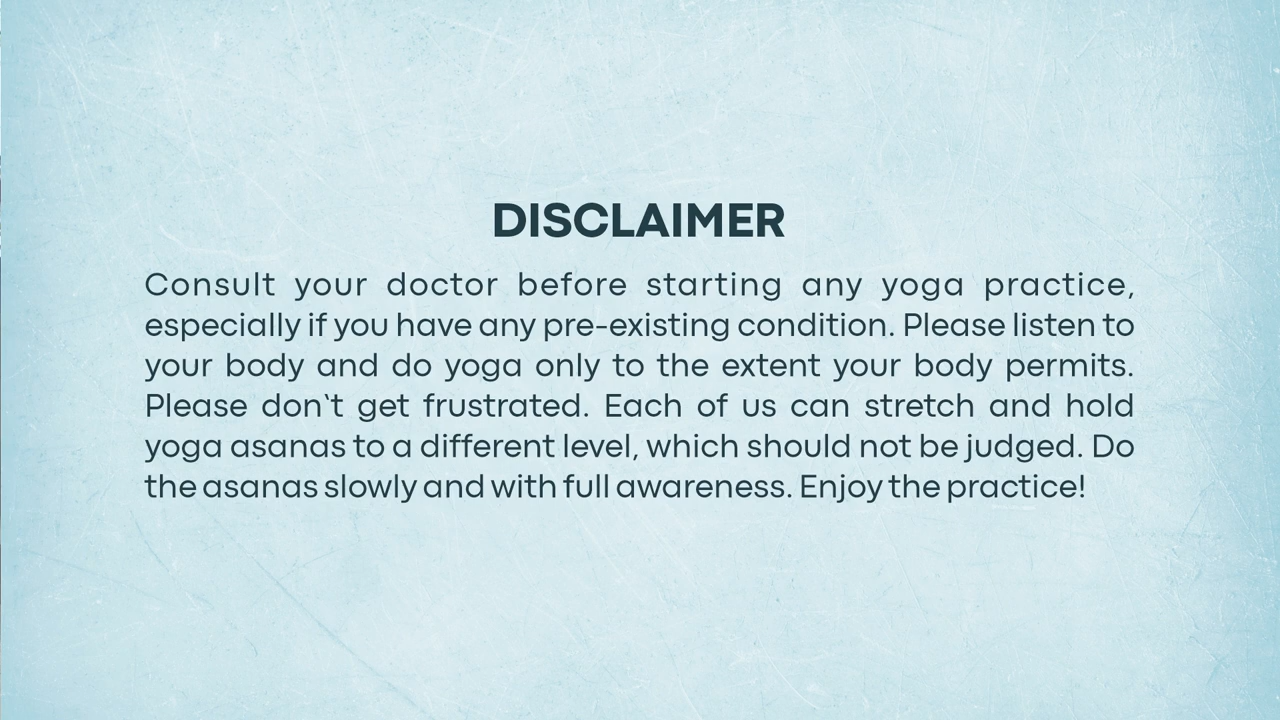 DISCLAIMER
Consult your doctor before starting any yoga practice,
especially if you have any pre-existing condition. Please listen to
your body and do yoga only to the extent your body permits.
Please don‵t get frustrated. Each of us can stretch and hold
yoga asanas to a different level, which should not be judged. Do
the asanas slowly and with full awareness. Enjoy the practice!